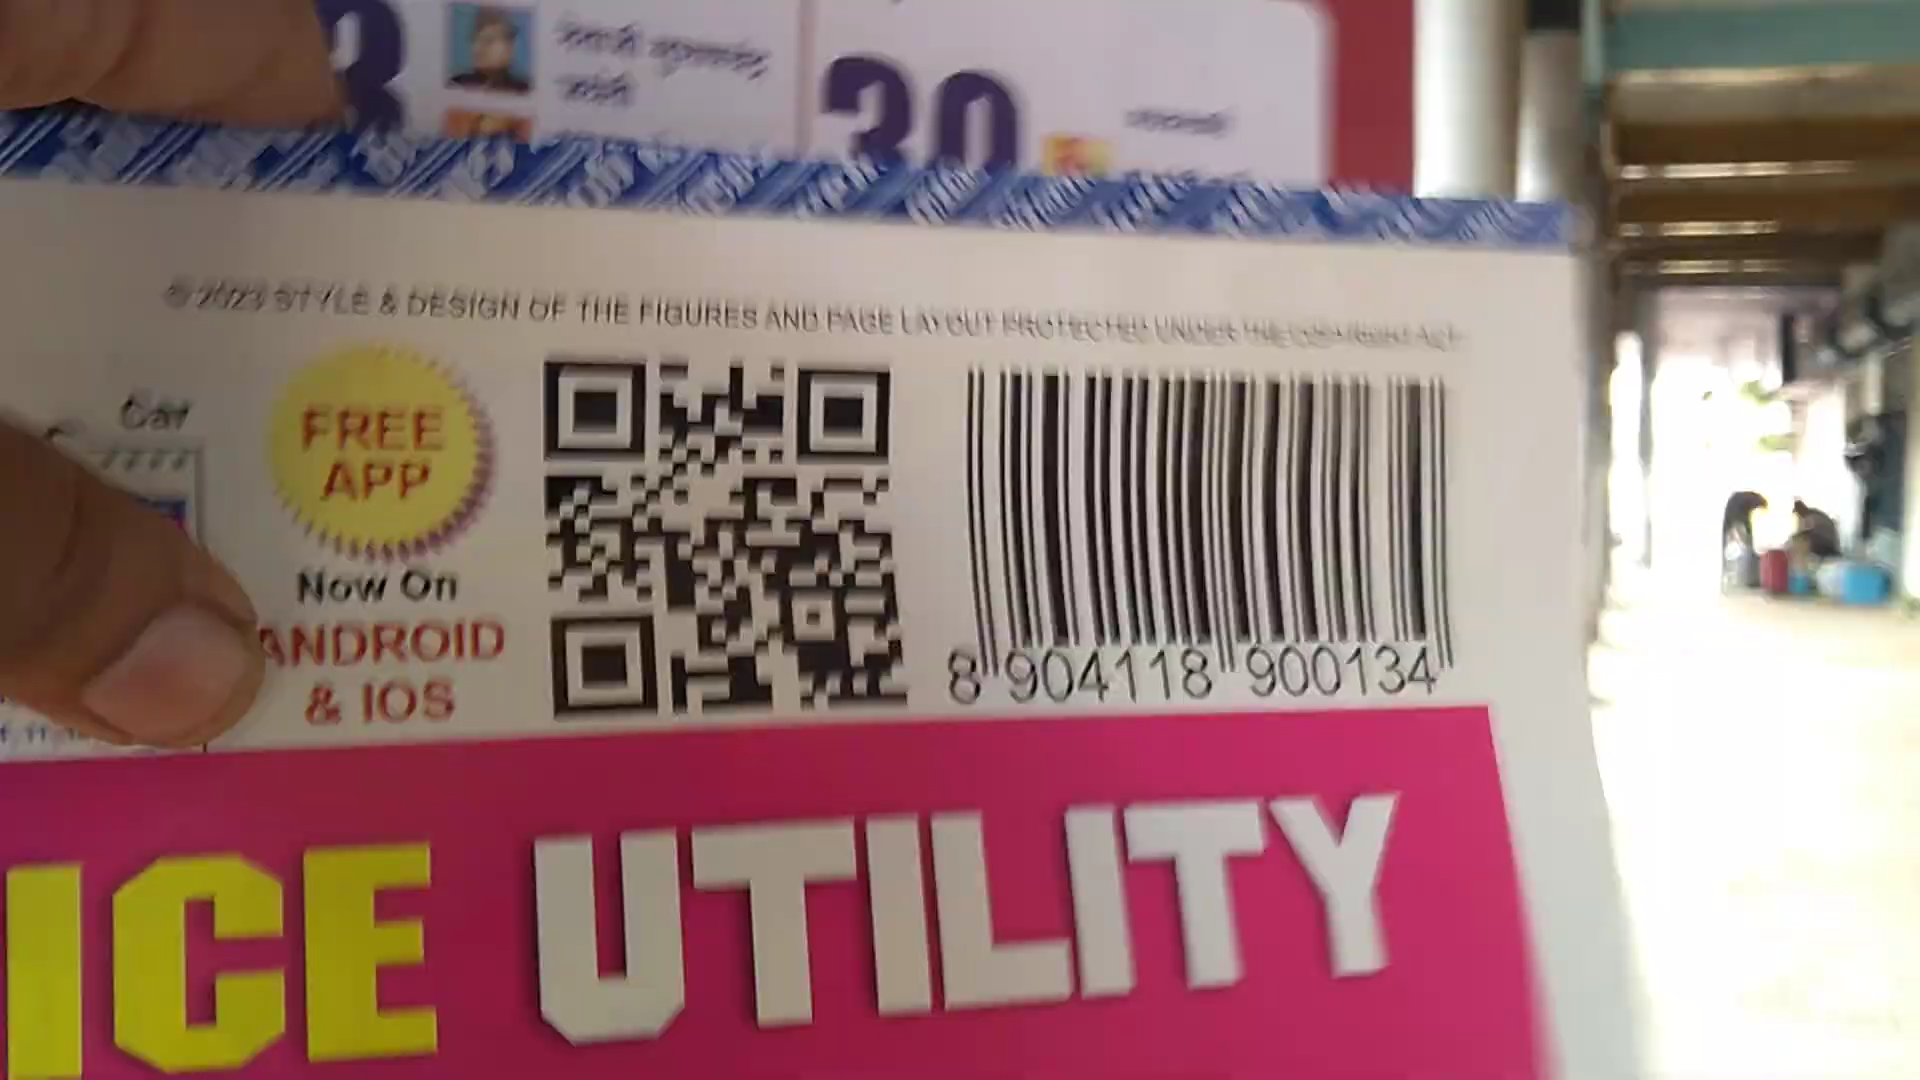 30
© 2023 STYLE & DESIGN OF THE FIGURES AND PAGE LAYOUT PROTECTED UNDER THE COPYRIGHT ACT
FREE
APP
Now On
ANDROID
& IOS
8 904118 900134
ICE UTILITY